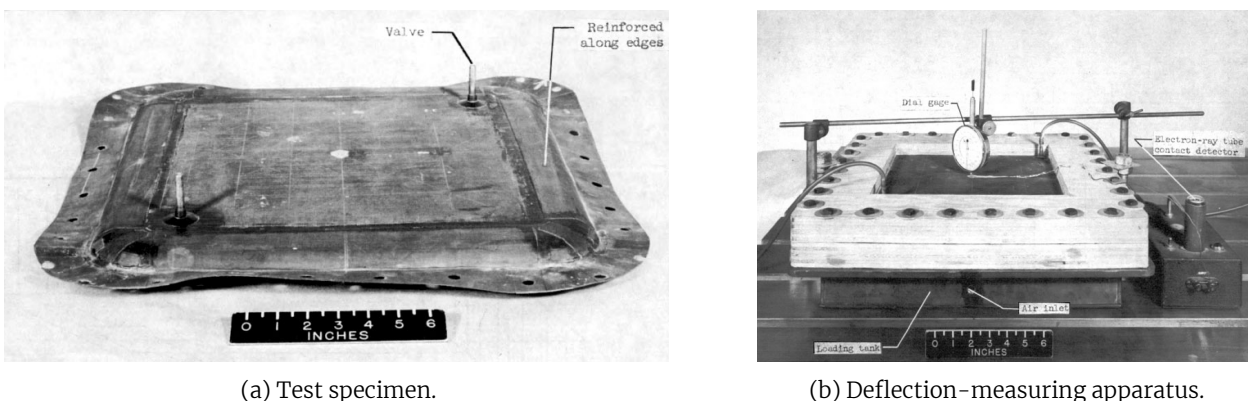 Valve
Reinforced
along edges
0 1 2 3 4 5 6
INCHES
(a) Test specimen.
Dial gage
Electron-ray tube
contact detector
Air inlet
Loading tank
0 1 2 3 4 5 6
INCHES
(b) Deflection-measuring apparatus.